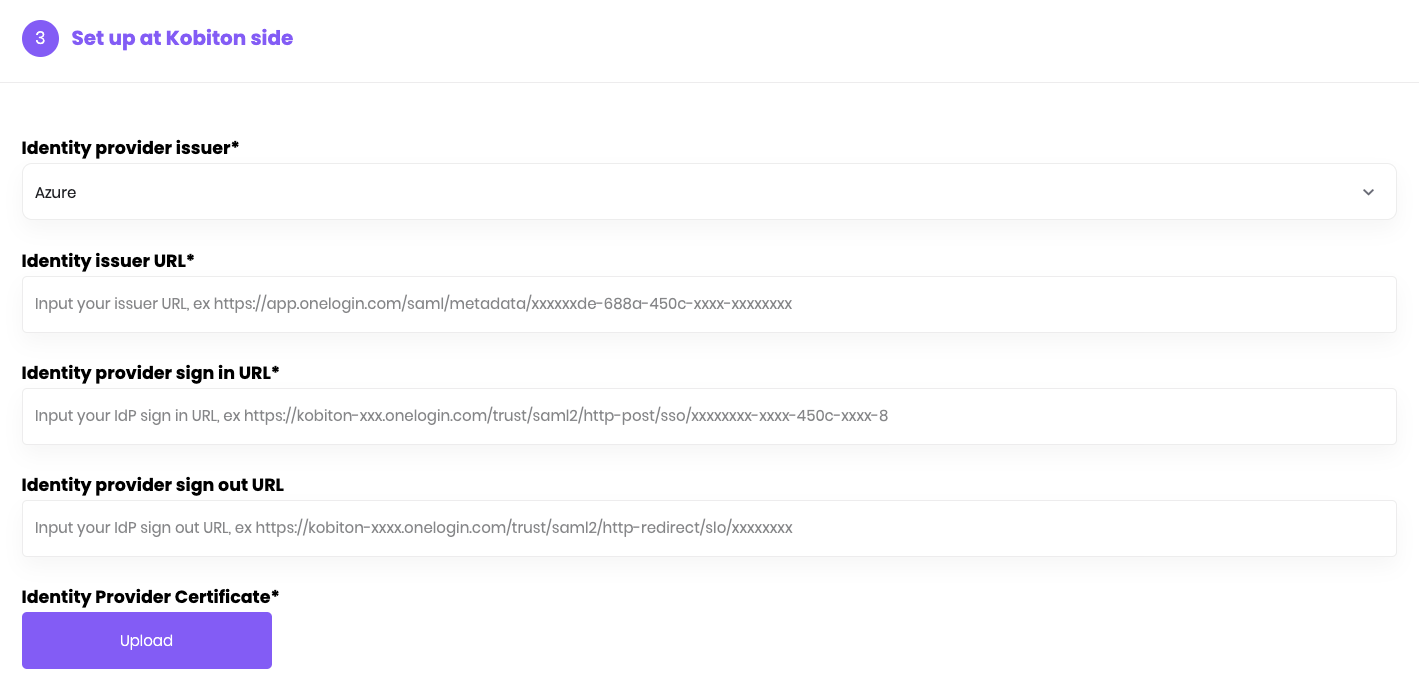 3 Set up at Kobiton side
Identity provider issuer*
Azure
Identity issuer URL*
Input your issuer URL, ex https://app.onelogin.com/saml/metadata/xxxxxxde-688a-450c-xxxx-xxxxxxxx
Identity provider sign in URL*
Input your IdP sign in URL, ex https://kobiton-xxx.onelogin.com/trust/saml2/http-post/sso/xxxxxxxx-xxxx-450c-xxxx-8
Identity provider sign out URL
Input your IdP sign out URL, ex https://kobiton-xxxx.onelogin.com/trust/saml2/http-redirect/slo/xxxxxxxx
Identity Provider Certificate*
Upload